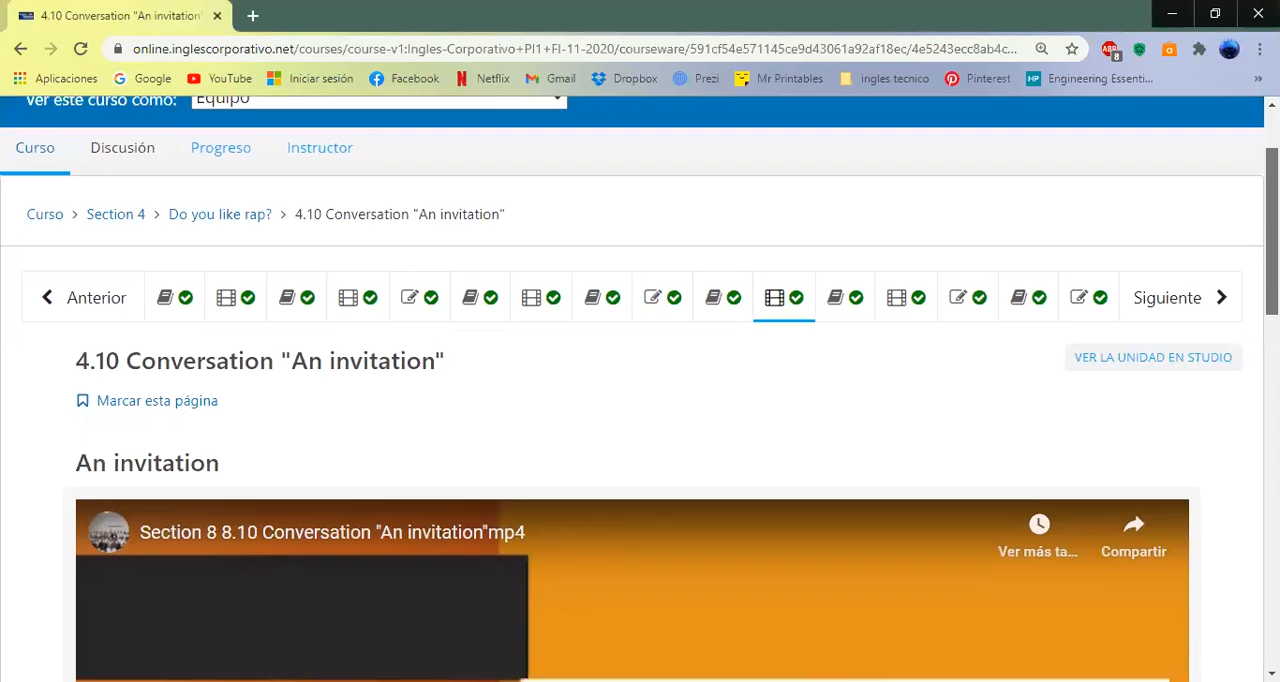 4.10 Conversation "An invitation"
online.inglescorporativo.net/courses/course-v1:Ingles-Corporativo+PI1+FI-11-2020/courseware/591cf54e571145ce9d43061a92af18ec/4e5243ecc8ab4c...
ABP
8
Aplicaciones
Google
YouTube
Iniciar sesión
Facebook
Netflix
Gmail
Dropbox
Prezi
Mr Printables
ingles tecnico
Pinterest
HP
Engineering Essenti...
»
Ver este curso como:
Equipo
Curso
Discusión
Progreso
Instructor
Curso > Section 4 > Do you like rap? > 4.10 Conversation "An invitation"
Anterior
Siguiente
4.10 Conversation "An invitation"
VER LA UNIDAD EN STUDIO
Marcar esta página
An invitation
Section 8 8.10 Conversation "An invitation"mp4
Ver más ta...
Compartir